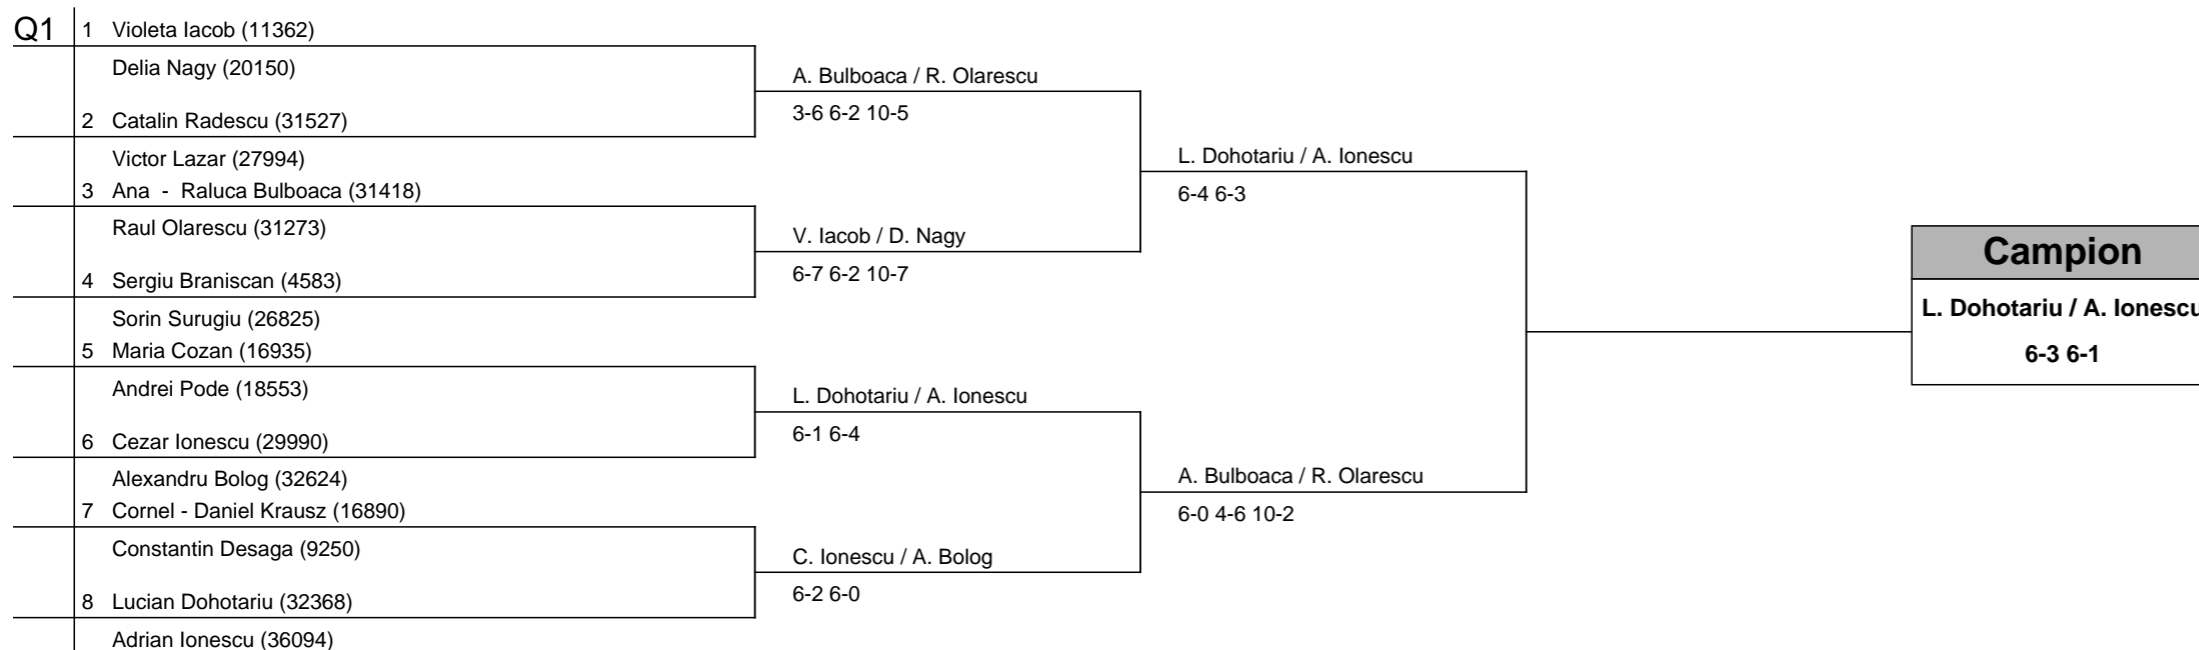 Q1
1 Violeta Iacob (11362)
Delia Nagy (20150)
2 Catalin Radescu (31527)
Victor Lazar (27994)
3 Ana - Raluca Bulboaca (31418)
Raul Olarescu (31273)
4 Sergiu Braniscan (4583)
Sorin Surugiu (26825)
5 Maria Cozan (16935)
Andrei Pode (18553)
6 Cezar Ionescu (29990)
Alexandru Bolog (32624)
7 Cornel - Daniel Krausz (16890)
Constantin Desaga (9250)
8 Lucian Dohotariu (32368)
Adrian Ionescu (36094)
A. Bulboaca / R. Olarescu
3-6 6-2 10-5
V. Iacob / D. Nagy
6-7 6-2 10-7
L. Dohotariu / A. Ionescu
6-1 6-4
C. Ionescu / A. Bolog
6-2 6-0
L. Dohotariu / A. Ionescu
6-4 6-3
A. Bulboaca / R. Olarescu
6-0 4-6 10-2
Campion
L. Dohotariu / A. Ionescu
6-3 6-1